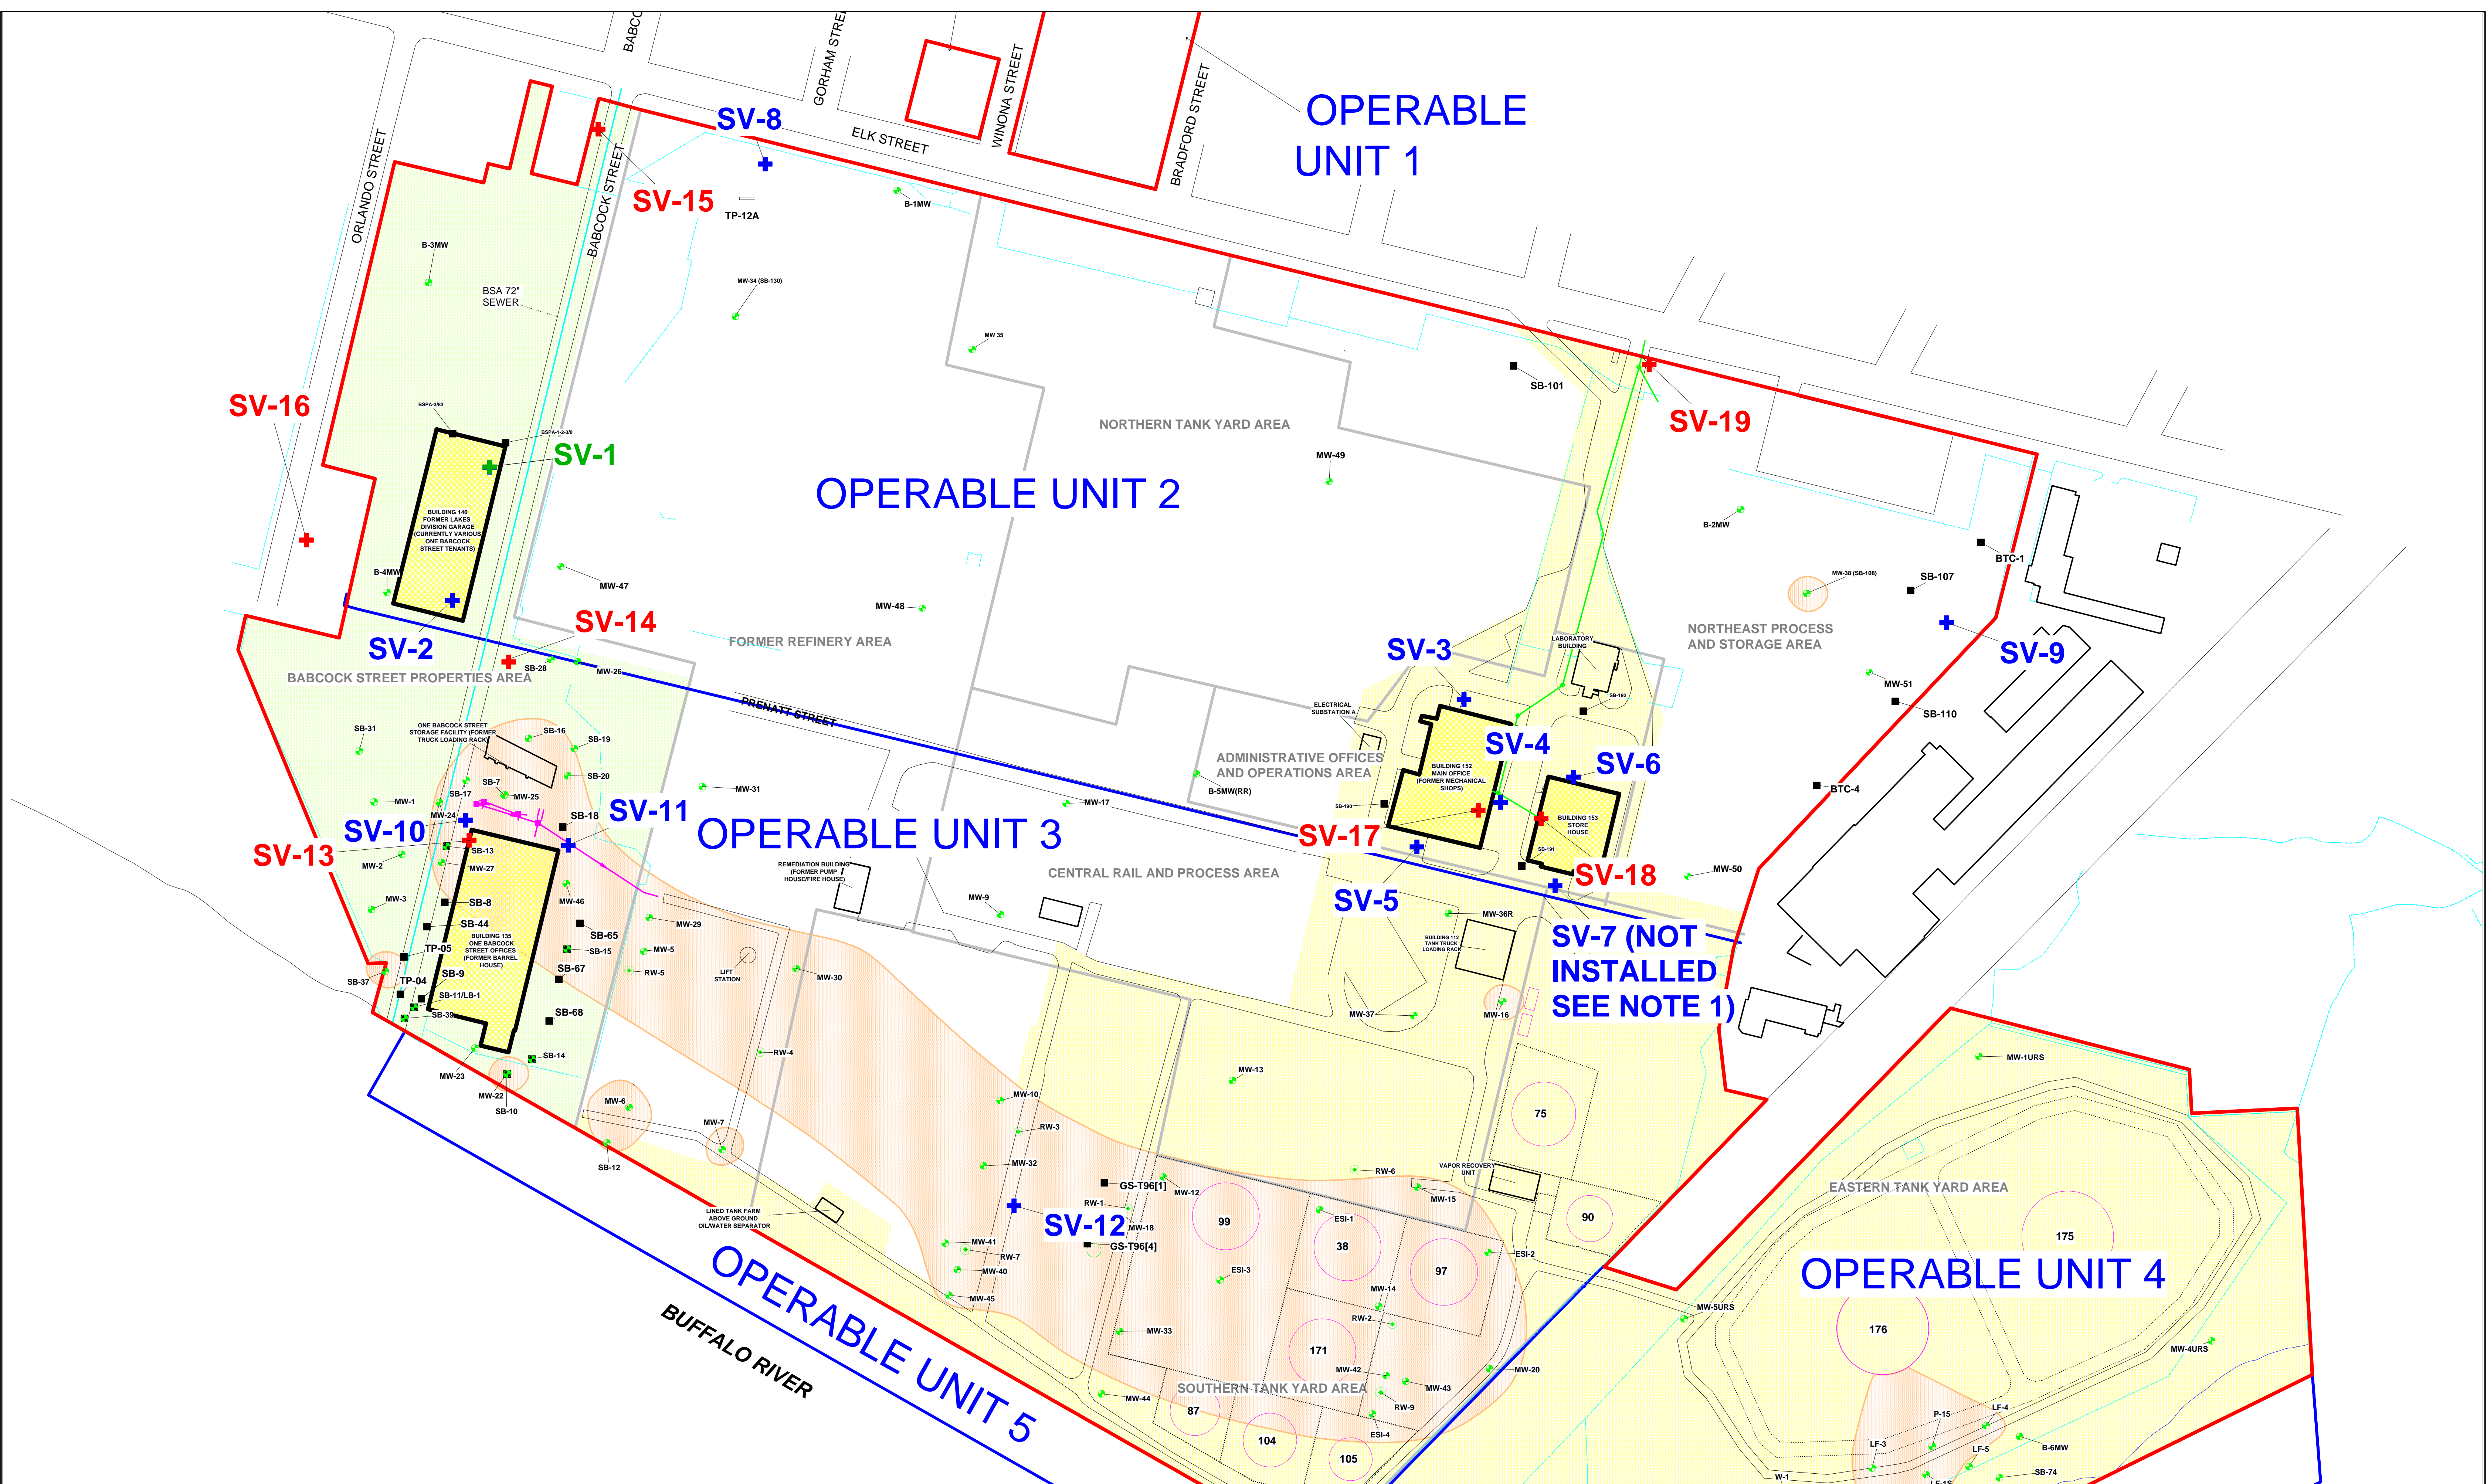 BABCO
GORHAM STREE
WINONA STREET
BRADFORD STREET
OPERABLE
UNIT 1
ELK STREET
ORLANDO STREET
BABCOCK STREET
SV-8
SV-15
TP-12A
B-1MW
B-3MW
BSA 72"
SEWER
MW-34 (SB-130)
MW 35
SB-101
SV-16
SV-19
BSPA-3/83
SV-1
NORTHERN TANK YARD AREA
MW-49
OPERABLE UNIT 2
BUILDING 140
FORMER LAKES
DIVISION GARAGE
(CURRENTLY VARIOUS
ONE BABCOCK
STREET TENANTS)
B-2MW
BTC-1
B-4MW
MW-47
MW-48
MW-38 (SB-108)
SB-107
SV-14
SV-2
FORMER REFINERY AREA
NORTHEAST PROCESS
AND STORAGE AREA
SV-9
SV-3
LABORATORY
BUILDING
SB-28
MW-26
BABCOCK STREET PROPERTIES AREA
MW-51
SB-192
SB-110
PRENATT STREET
ELECTRICAL
SUBSTATION A
ONE BABCOCK STREET
STORAGE FACILITY (FORMER
TRUCK LOADING RACK)
SB-31
SB-16
SB-19
SV-4
SV-6
ADMINISTRATIVE OFFICES
AND OPERATIONS AREA
BUILDING 152
MAIN OFFICE
(FORMER MECHANICAL
SHOPS)
SB-7
SB-20
SB-17
MW-25
MW-31
B-5MW(RR)
BTC-4
MW-1
MW-17
SB-190
MW-24
SV-11
SB-18
SV-10
OPERABLE UNIT 3
SV-17
BUILDING 153
STORE
HOUSE
SV-13
SB-13
MW-2
MW-27
SB-191
REMEDIATION BUILDING
(FORMER PUMP
HOUSE/FIRE HOUSE)
CENTRAL RAIL AND PROCESS AREA
SV-18
MW-50
SV-5
MW-3
SB-8
MW-46
MW-9
MW-29
MW-36R
SB-44
SB-65
BUILDING 135
ONE BABCOCK
STREET OFFICES
(FORMER BARREL
HOUSE)
TP-05
SB-15
MW-5
BUILDING 112
TANK TRUCK
LOADING RACK
SV-7 (NOT
INSTALLED
SEE NOTE 1)
SB-9
SB-67
RW-5
LIFT
STATION
MW-30
SB-37
TP-04
SB-11/LB-1
SB-39
SB-68
MW-37
MW-16
SB-14
RW-4
MW-23
MW-1URS
MW-13
MW-22
SB-10
MW-6
MW-10
75
MW-7
RW-3
SB-12
MW-32
RW-6
VAPOR RECOVERY
UNIT
GS-T96[1]
MW-12
MW-15
EASTERN TANK YARD AREA
LINED TANK FARM
ABOVE GROUND
OIL/WATER SEPARATOR
RW-1
SV-12
MW-18
99
ESI-1
90
175
MW-41
RW-7
GS-T96[4]
38
ESI-2
MW-40
ESI-3
97
OPERABLE UNIT 4
MW-45
MW-14
MW-5URS
OPERABLE UNIT 5
BUFFALO RIVER
MW-33
RW-2
176
171
MW-4URS
MW-42
MW-20
SOUTHERN TANK YARD AREA
MW-43
MW-44
RW-9
87
ESI-4
P-15
LF-4
104
105
LF-3
LF-5
B-6MW
SB-74
W-1
LF-1S